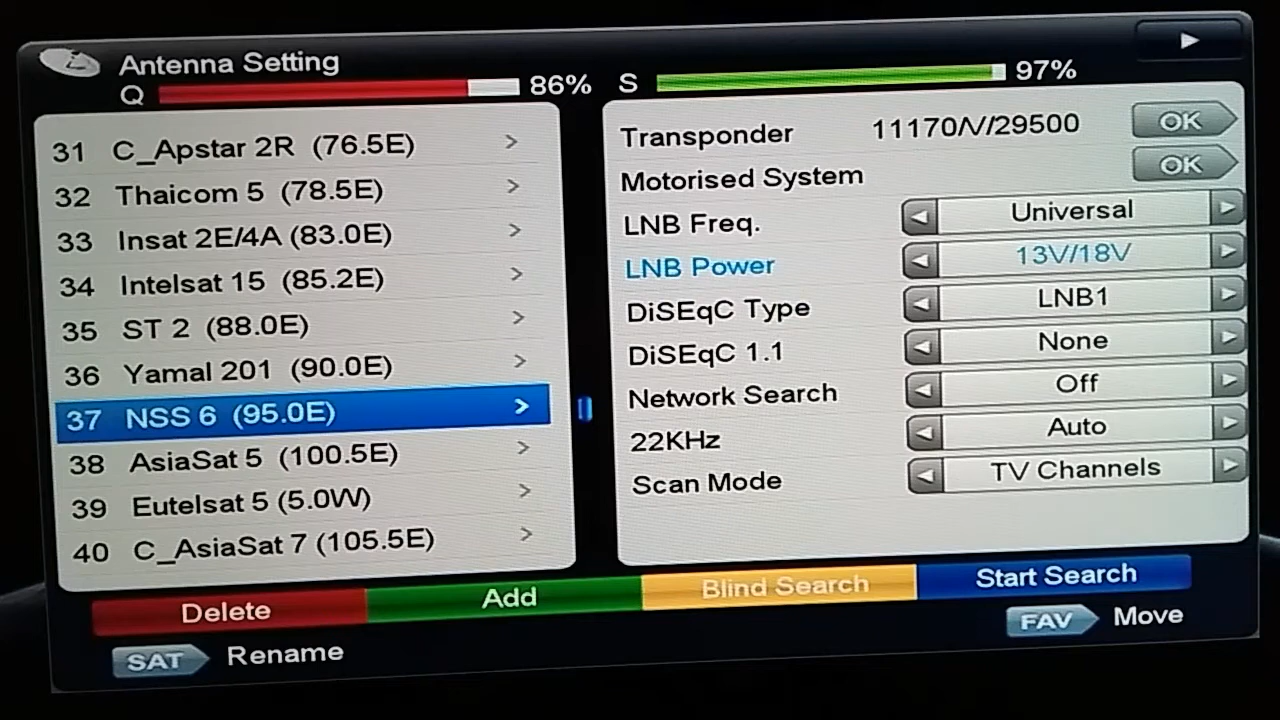 Antenna Setting
Q 86% S 97%
31 C_Apstar 2R (76.5E) >
32 Thaicom 5 (78.5E) >
33 Insat 2E/4A (83.0E) >
34 Intelsat 15 (85.2E) >
35 ST 2 (88.0E) >
36 Yamal 201 (90.0E) >
37 NSS 6 (95.0E) >
38 AsiaSat 5 (100.5E) >
39 Eutelsat 5 (5.0W) >
40 C_AsiaSat 7 (105.5E) >
Transponder 11170/V/29500 OK
Motorised System OK
LNB Freq. Universal
LNB Power 13V/18V
DiSEqC Type LNB1
DiSEqC 1.1 None
Network Search Off
22KHz Auto
Scan Mode TV Channels
Delete Add Blind Search Start Search
SAT Rename FAV Move